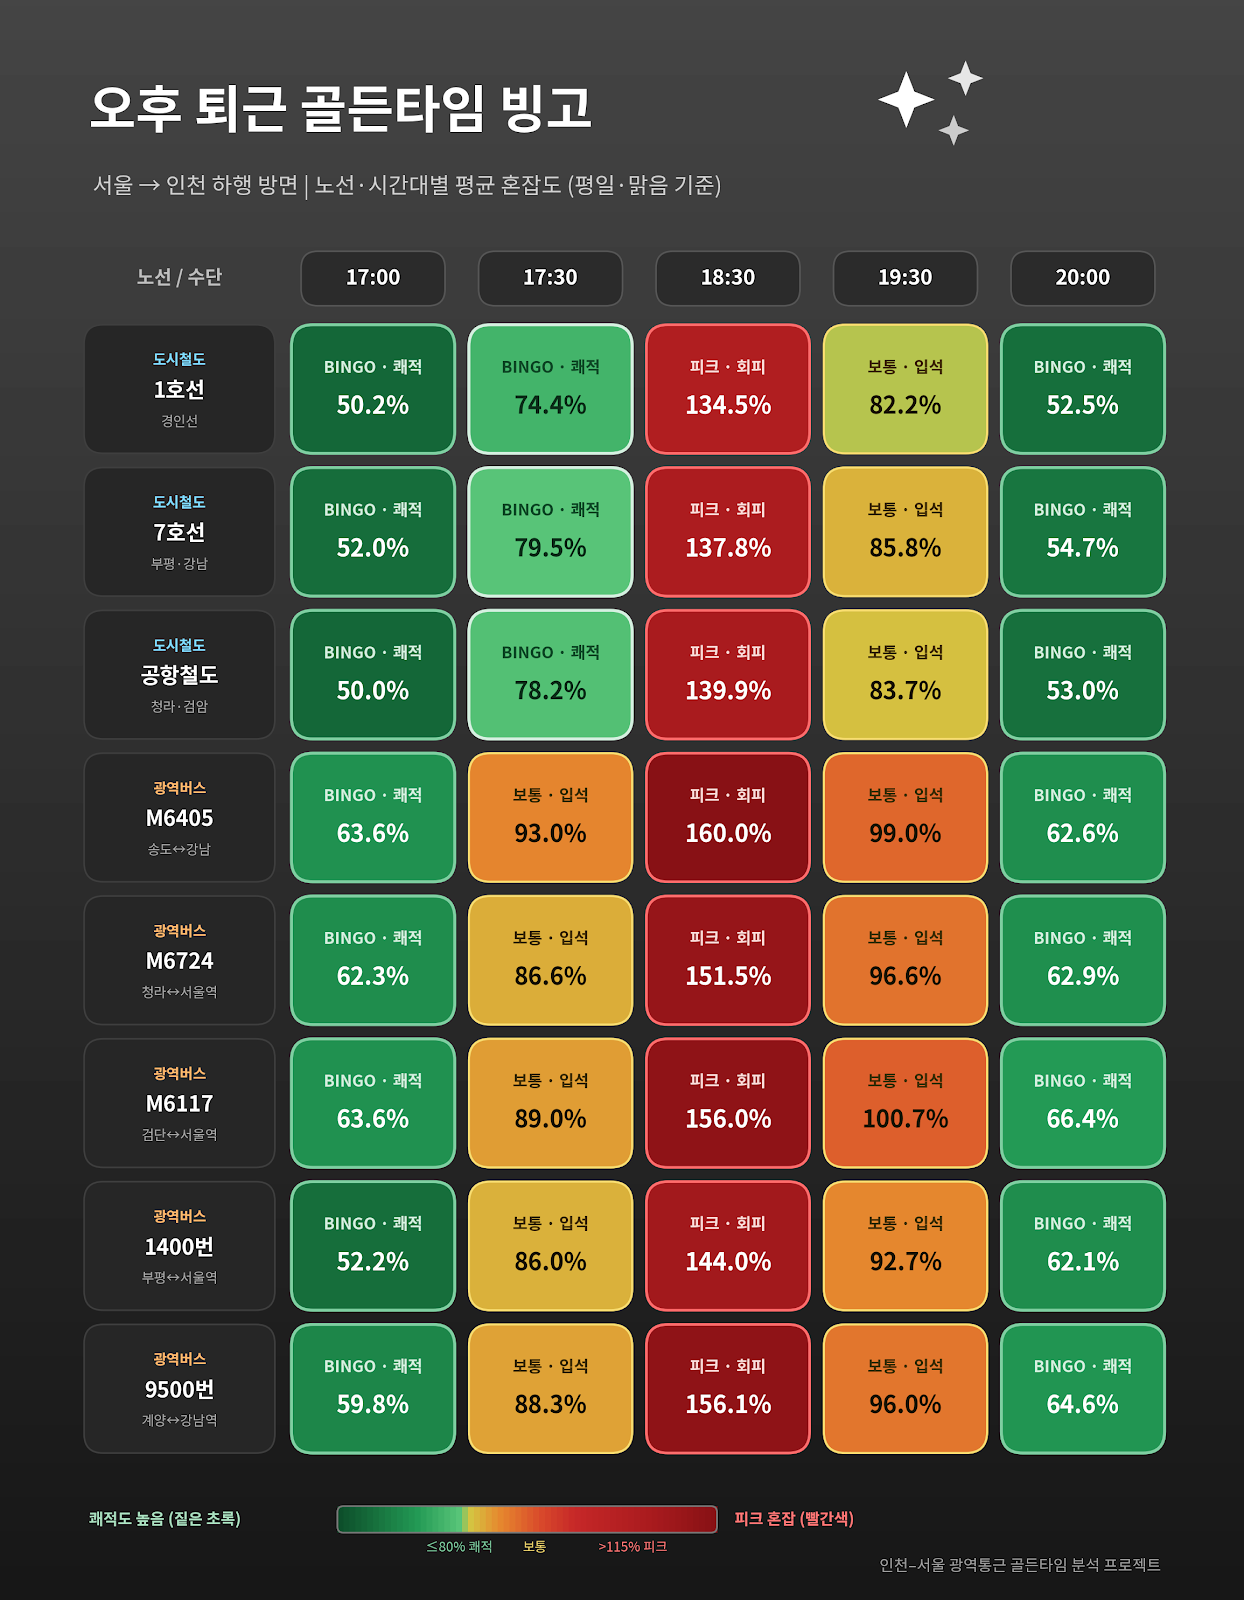 오후 퇴근 골든타임 빙고
서울 → 인천 하행 방면 | 노선·시간대별 평균 혼잡도 (평일·맑음 기준)
노선 / 수단 17:00 17:30 18:30 19:30 20:00
도시철도
1호선
경인선
BINGO · 쾌적 BINGO · 쾌적 피크 · 회피 보통 · 입석 BINGO · 쾌적
50.2% 74.4% 134.5% 82.2% 52.5%
도시철도
7호선
부평·강남
BINGO · 쾌적 BINGO · 쾌적 피크 · 회피 보통 · 입석 BINGO · 쾌적
52.0% 79.5% 137.8% 85.8% 54.7%
도시철도
공항철도
청라·검암
BINGO · 쾌적 BINGO · 쾌적 피크 · 회피 보통 · 입석 BINGO · 쾌적
50.0% 78.2% 139.9% 83.7% 53.0%
광역버스
M6405
송도↔강남
BINGO · 쾌적 보통 · 입석 피크 · 회피 보통 · 입석 BINGO · 쾌적
63.6% 93.0% 160.0% 99.0% 62.6%
광역버스
M6724
청라↔서울역
BINGO · 쾌적 보통 · 입석 피크 · 회피 보통 · 입석 BINGO · 쾌적
62.3% 86.6% 151.5% 96.6% 62.9%
광역버스
M6117
검단↔서울역
BINGO · 쾌적 보통 · 입석 피크 · 회피 보통 · 입석 BINGO · 쾌적
63.6% 89.0% 156.0% 100.7% 66.4%
광역버스
1400번
부평↔서울역
BINGO · 쾌적 보통 · 입석 피크 · 회피 보통 · 입석 BINGO · 쾌적
52.2% 86.0% 144.0% 92.7% 62.1%
광역버스
9500번
계양↔강남역
BINGO · 쾌적 보통 · 입석 피크 · 회피 보통 · 입석 BINGO · 쾌적
59.8% 88.3% 156.1% 96.0% 64.6%
쾌적도 높음 (짙은 초록) 피크 혼잡 (빨간색)
≤80% 쾌적 보통 >115% 피크
인천–서울 광역통근 골든타임 분석 프로젝트